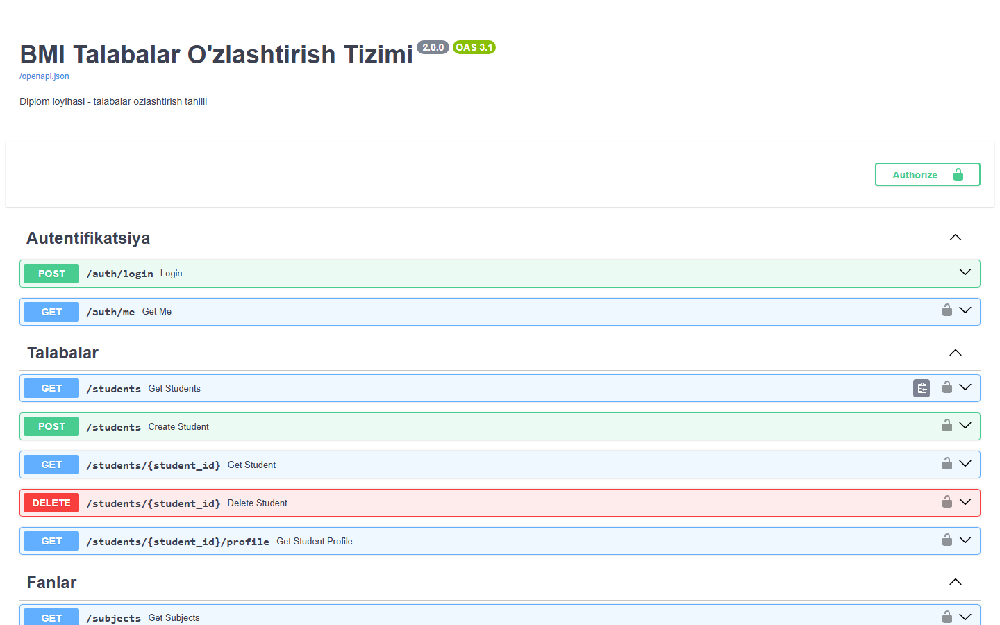 BMI Talabalar O'zlashtirish Tizimi 2.0.0 OAS 3.1
/openapi.json
Diplom loyihasi - talabalar ozlashtirish tahlili
Authorize
Autentifikatsiya
POST /auth/login Login
GET /auth/me Get Me
Talabalar
GET /students Get Students
POST /students Create Student
GET /students/{student_id} Get Student
DELETE /students/{student_id} Delete Student
GET /students/{student_id}/profile Get Student Profile
Fanlar
GET /subjects Get Subjects